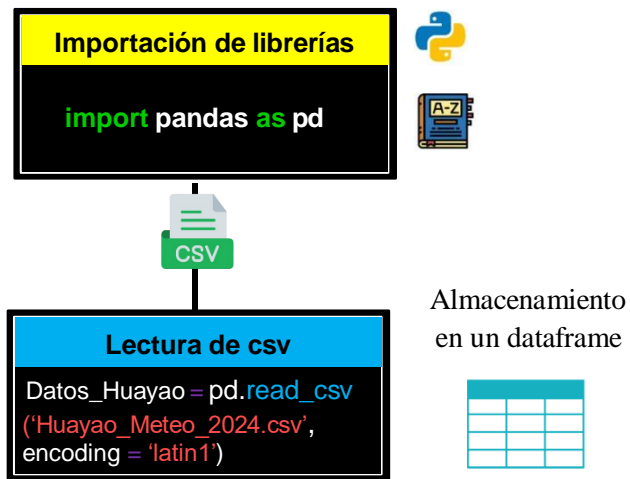 Importación de librerías
import pandas as pd
A-Z
CSV
Lectura de csv
Datos_Huayao = pd.read_csv
(‘Huayao_Meteo_2024.csv’,
encoding = ‘latin1’)
Almacenamiento
en un dataframe